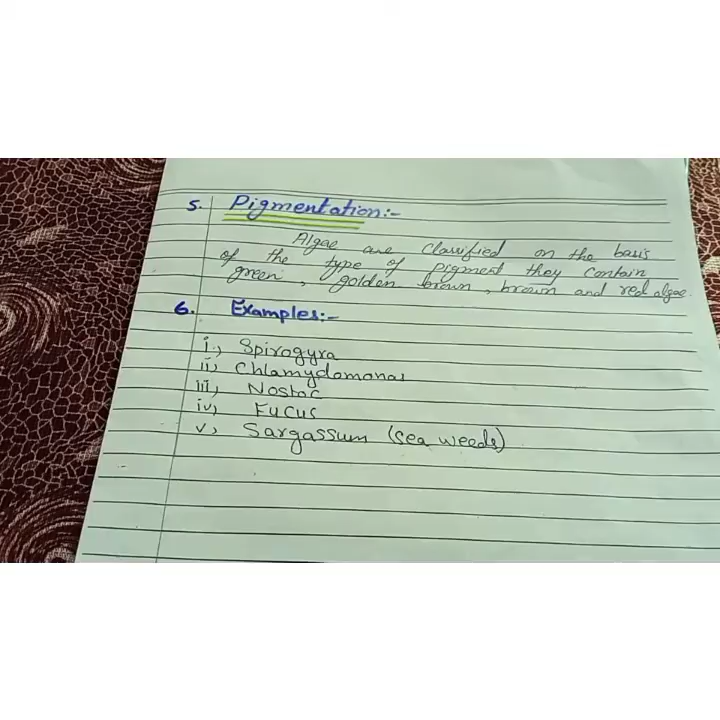 5. Pigmentation:-
Algae are classified on the basis
of the type of pigment they contain
green, golden brown, brown and red algae.
6. Examples:-
i.) Spirogyra
ii) Chlamydomonas
iii) Nostoc
iv) Fucus
v) Sargassum (sea weeds)